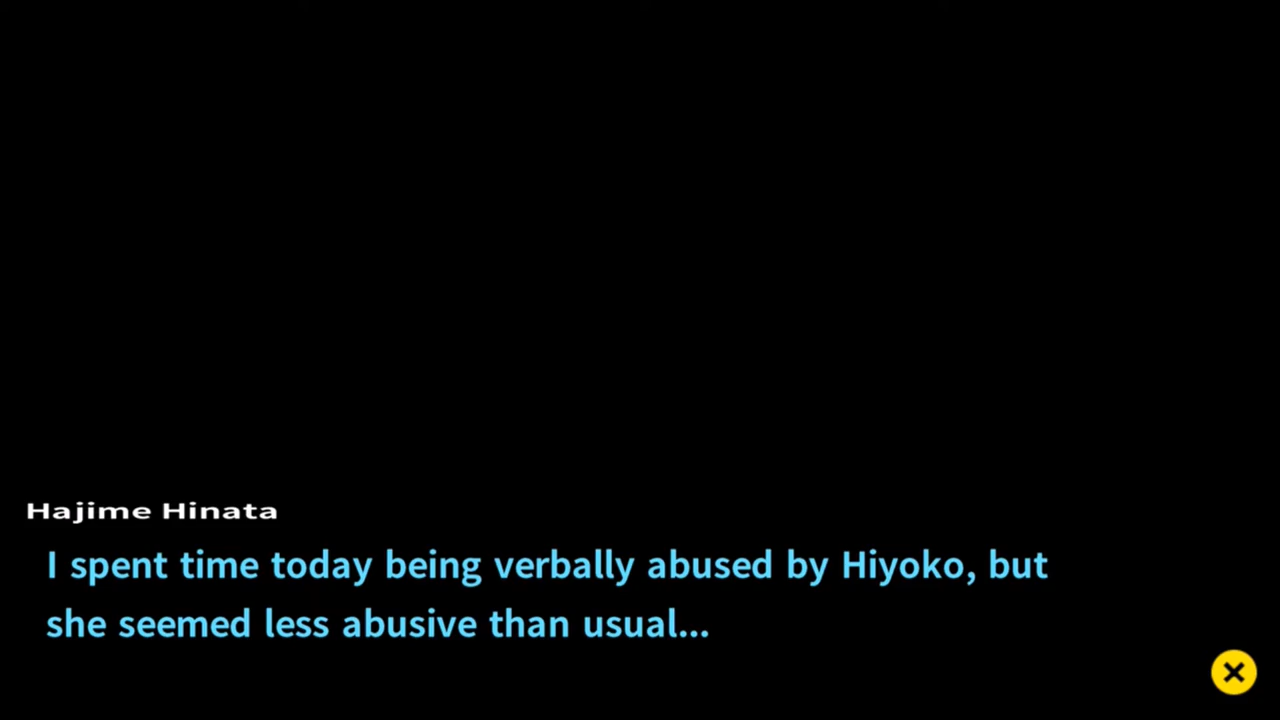 Hajime Hinata
I spent time today being verbally abused by Hiyoko, but
she seemed less abusive than usual...